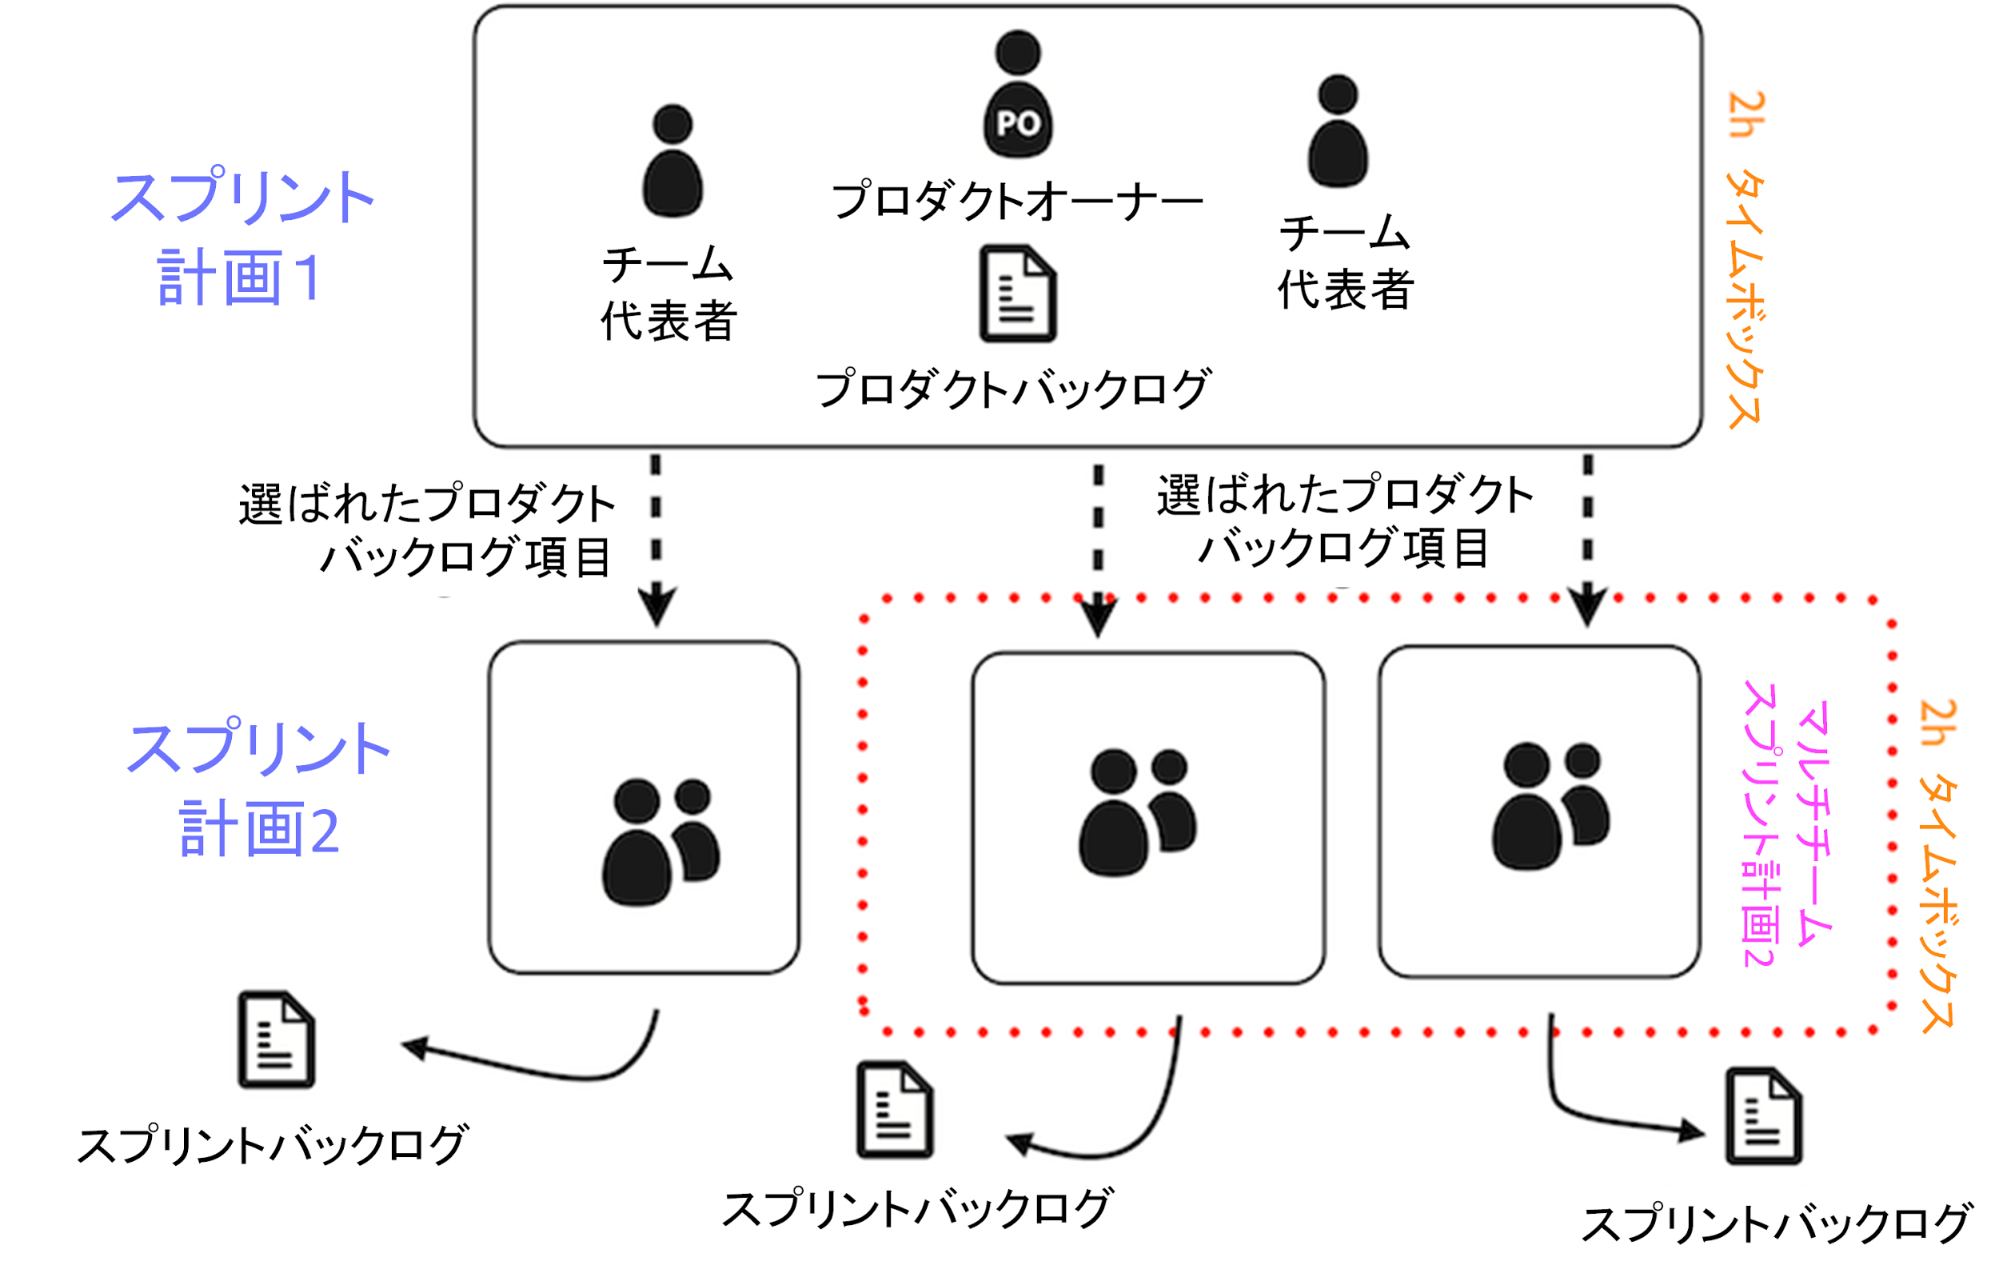 スプリント
計画1
PO
プロダクトオーナー
チーム
代表者
チーム
代表者
プロダクトバックログ
2h タイムボックス
選ばれたプロダクト
バックログ項目
選ばれたプロダクト
バックログ項目
スプリント
計画2
マルチチーム
スプリント計画2
2h タイムボックス
スプリントバックログ
スプリントバックログ
スプリントバックログ